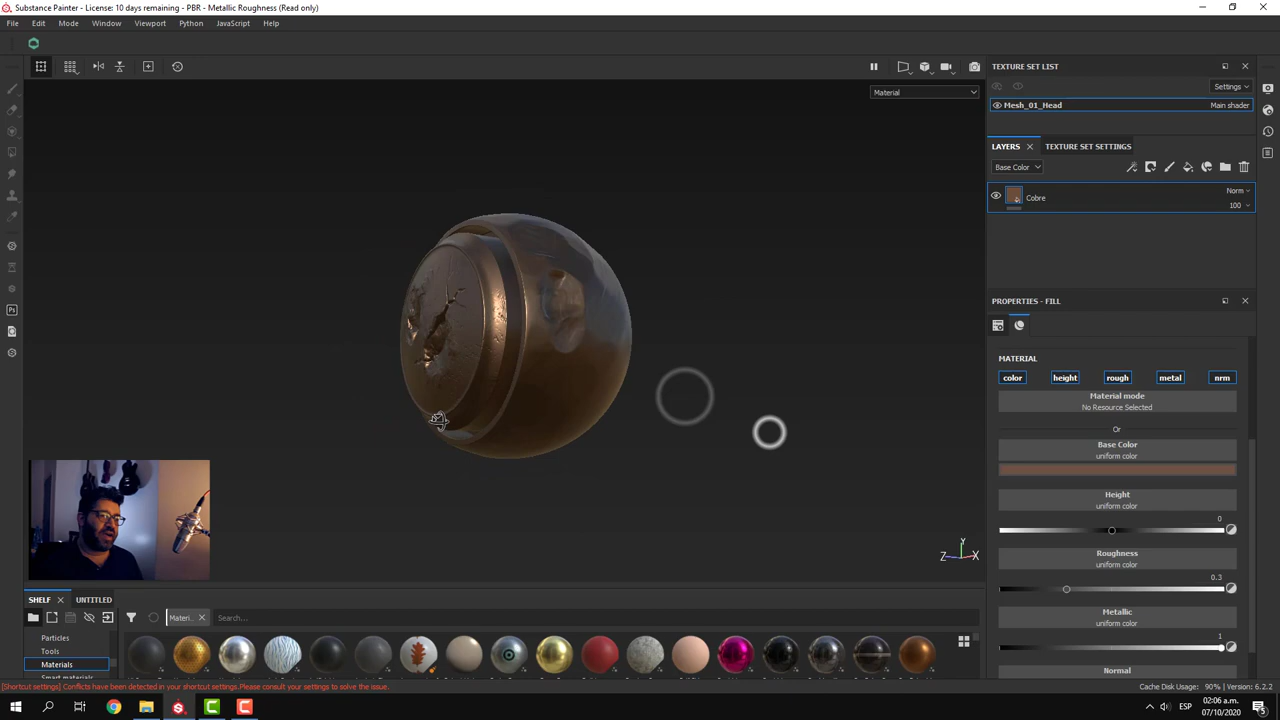 Substance Painter - License: 10 days remaining - PBR - Metallic Roughness (Read only)
File Edit Mode Window Viewport Python JavaScript Help
Material
TEXTURE SET LIST
Settings
Mesh_01_Head Main shader
LAYERS TEXTURE SET SETTINGS
Base Color
Cobre
Norm
100
PROPERTIES - FILL
MATERIAL
color height rough metal nrm
Material mode
No Resource Selected
Or
Base Color
uniform color
Height
uniform color
0
Roughness
uniform color
0.3
Metallic
uniform color
1
Normal
Y
Z X
SHELF UNTITLED
Materi...
Search...
Particles
Tools
Materials
Smart materials
[Shortcut settings] Conflicts have been detected in your shortcut settings.Please consult your settings to solve the issue.
Cache Disk Usage: 90% | Version: 6.2.2
Ps
ESP
02:06 a.m.
07/10/2020
5